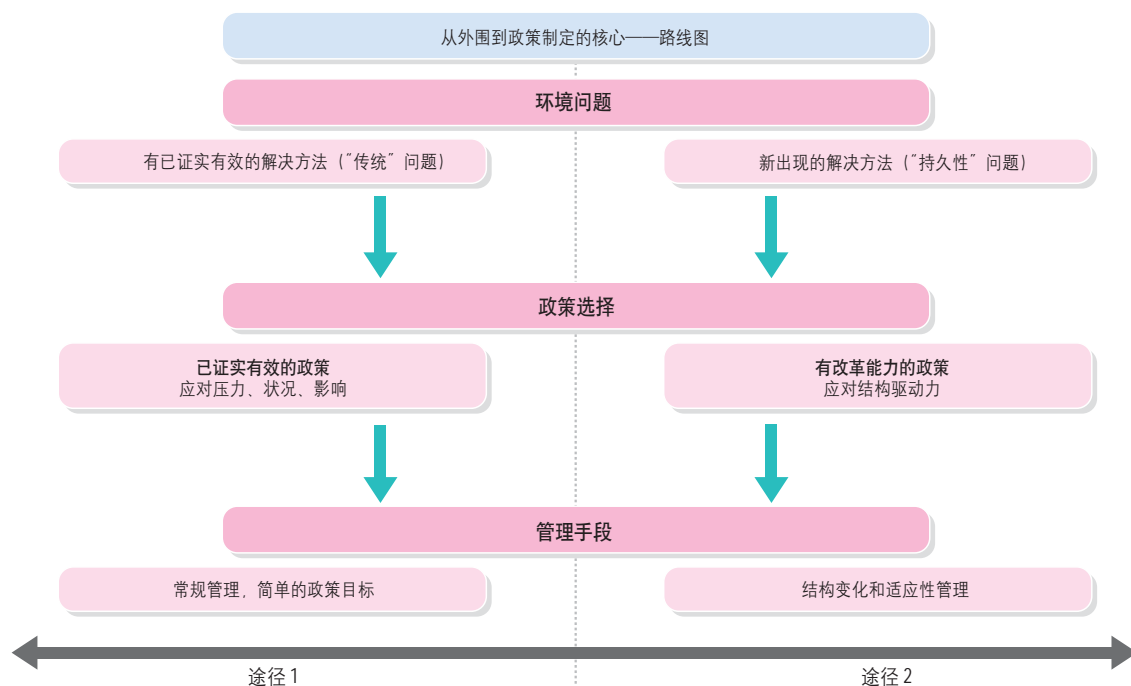 从外围到政策制定的核心——路线图
环境问题
有已证实有效的解决方法（“传统”问题）
新出现的解决方法（“持久性”问题）
政策选择
已证实有效的政策
应对压力、状况、影响
有改革能力的政策
应对结构驱动力
管理手段
常规管理，简单的政策目标
结构变化和适应性管理
途径 1
途径 2